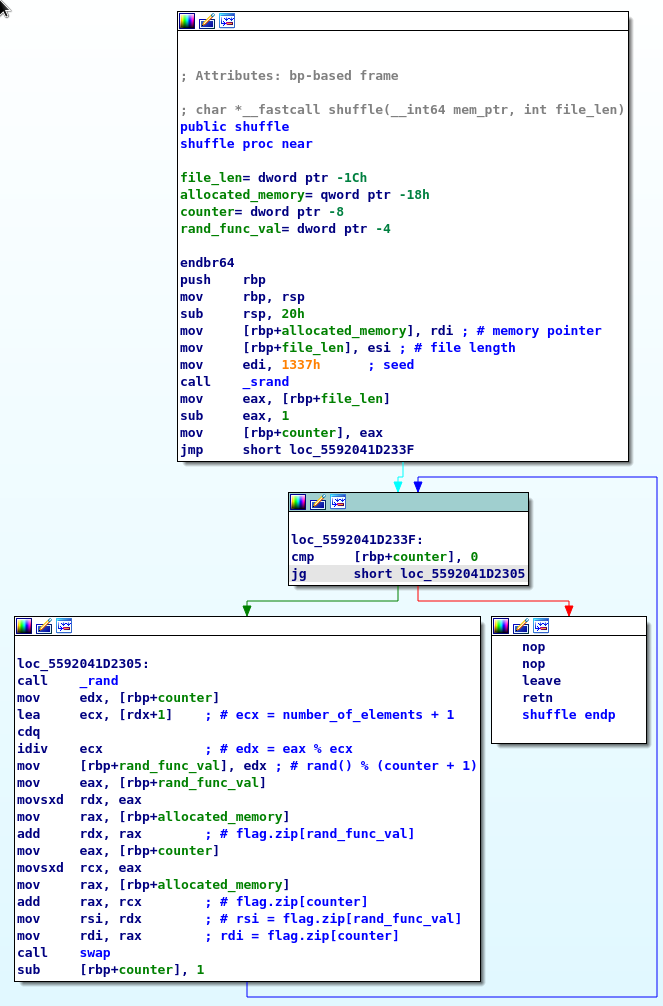 ; Attributes: bp-based frame
; char *__fastcall shuffle(__int64 mem_ptr, int file_len)
public shuffle
shuffle proc near
file_len= dword ptr -1Ch
allocated_memory= qword ptr -18h
counter= dword ptr -8
rand_func_val= dword ptr -4
endbr64
push rbp
mov rbp, rsp
sub rsp, 20h
mov [rbp+allocated_memory], rdi ; # memory pointer
mov [rbp+file_len], esi ; # file length
mov edi, 1337h ; seed
call _srand
mov eax, [rbp+file_len]
sub eax, 1
mov [rbp+counter], eax
jmp short loc_5592041D233F
loc_5592041D233F:
cmp [rbp+counter], 0
jg short loc_5592041D2305
loc_5592041D2305:
call _rand
mov edx, [rbp+counter]
lea ecx, [rdx+1] ; # ecx = number_of_elements + 1
cdq
idiv ecx ; # edx = eax % ecx
mov [rbp+rand_func_val], edx ; # rand() % (counter + 1)
mov eax, [rbp+rand_func_val]
movsxd rdx, eax
mov rax, [rbp+allocated_memory]
add rdx, rax ; # flag.zip[rand_func_val]
mov eax, [rbp+counter]
movsxd rcx, eax
mov rax, [rbp+allocated_memory]
add rax, rcx ; # flag.zip[counter]
mov rsi, rdx ; # rsi = flag.zip[rand_func_val]
mov rdi, rax ; rdi = flag.zip[counter]
call swap
sub [rbp+counter], 1
nop
nop
leave
retn
shuffle endp